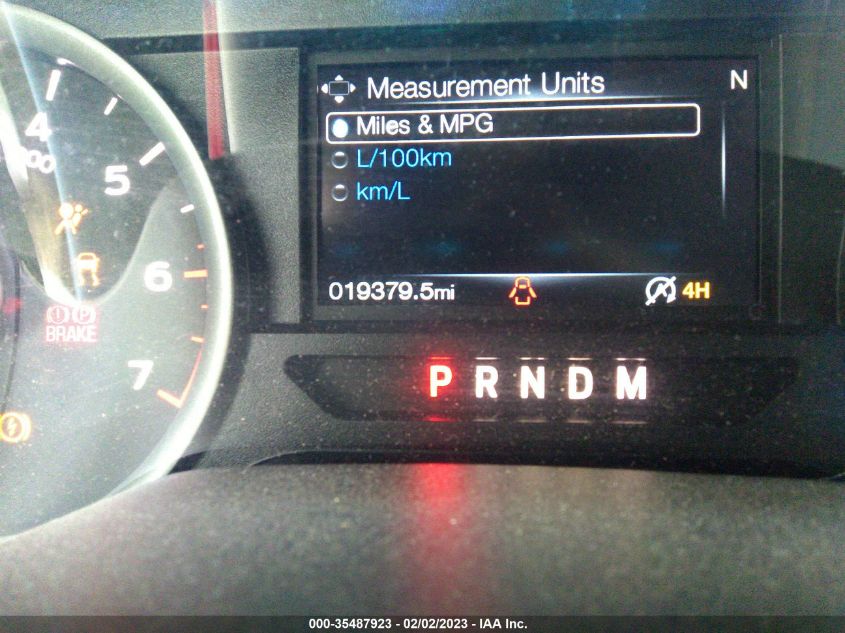 Measurement Units
N
Miles & MPG
L/100km
km/L
019379.5mi
4H
4
5
6
7
BRAKE
P R N D M
000-35487923 - 02/02/2023 - IAA Inc.